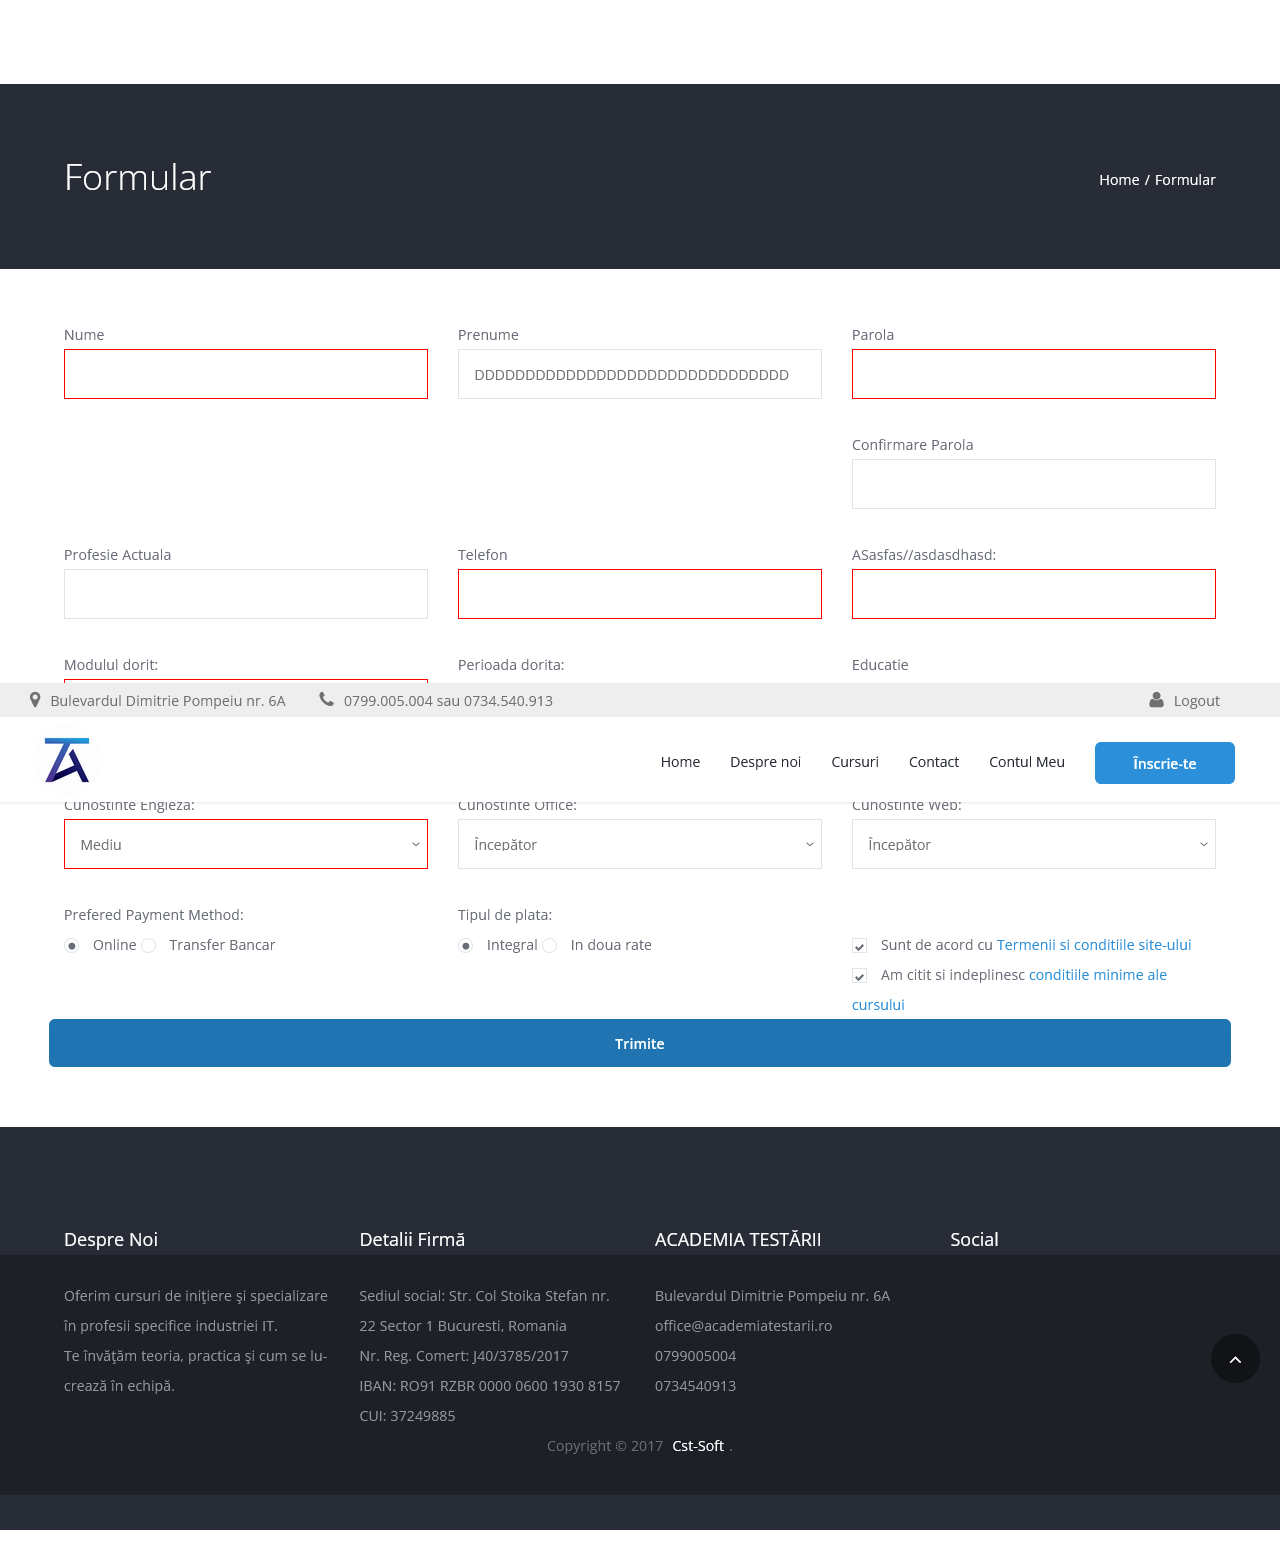 Formular
Home / Formular
Nume
Prenume
Parola
DDDDDDDDDDDDDDDDDDDDDDDDDDDDDDD
Confirmare Parola
Profesie Actuala
Telefon
ASasfas//asdasdhasd:
Modulul dorit:
Perioada dorita:
Educatie
Bulevardul Dimitrie Pompeiu nr. 6A
0799.005.004 sau 0734.540.913
Logout
Home
Despre noi
Cursuri
Contact
Contul Meu
Înscrie-te
Cunostinte Engleza:
Cunostinte Office:
Cunostinte Web:
Mediu
Începător
Începător
Prefered Payment Method:
Tipul de plata:
Online
Transfer Bancar
Integral
In doua rate
Sunt de acord cu Termenii si conditiile site-ului
Am citit si indeplinesc conditiile minime ale
cursului
Trimite
Despre Noi
Oferim cursuri de inițiere și specializare
în profesii specifice industriei IT.
Te învățăm teoria, practica și cum se lu-
crează în echipă.
Detalii Firmă
Sediul social: Str. Col Stoika Stefan nr.
22 Sector 1 Bucuresti, Romania
Nr. Reg. Comert: J40/3785/2017
IBAN: RO91 RZBR 0000 0600 1930 8157
CUI: 37249885
ACADEMIA TESTĂRII
Bulevardul Dimitrie Pompeiu nr. 6A
office@academiatestarii.ro
0799005004
0734540913
Social
Copyright © 2017 Cst-Soft .